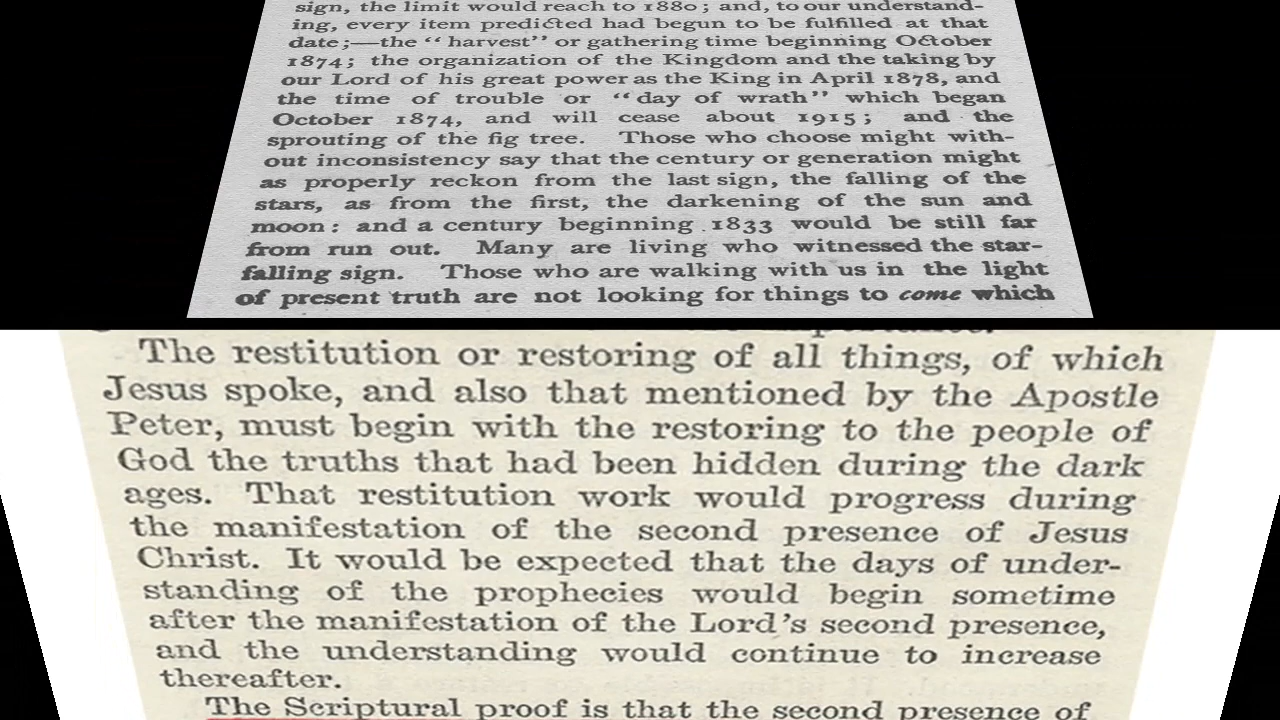 sign, the limit would reach to 1880; and, to our understand-
ing, every item predicted had begun to be fulfilled at that
date;—the “harvest” or gathering time beginning October
1874; the organization of the Kingdom and the taking by
our Lord of his great power as the King in April 1878, and
the time of trouble or “day of wrath” which began
October 1874, and will cease about 1915; and the
sprouting of the fig tree. Those who choose might with-
out inconsistency say that the century or generation might
as properly reckon from the last sign, the falling of the
stars, as from the first, the darkening of the sun and
moon: and a century beginning 1833 would be still far
from run out. Many are living who witnessed the star-
falling sign. Those who are walking with us in the light
of present truth are not looking for things to come which
importance.
The restitution or restoring of all things, of which
Jesus spoke, and also that mentioned by the Apostle
Peter, must begin with the restoring to the people of
God the truths that had been hidden during the dark
ages. That restitution work would progress during
the manifestation of the second presence of Jesus
Christ. It would be expected that the days of under-
standing of the prophecies would begin sometime
after the manifestation of the Lord’s second presence,
and the understanding would continue to increase
thereafter.
The Scriptural proof is that the second presence of